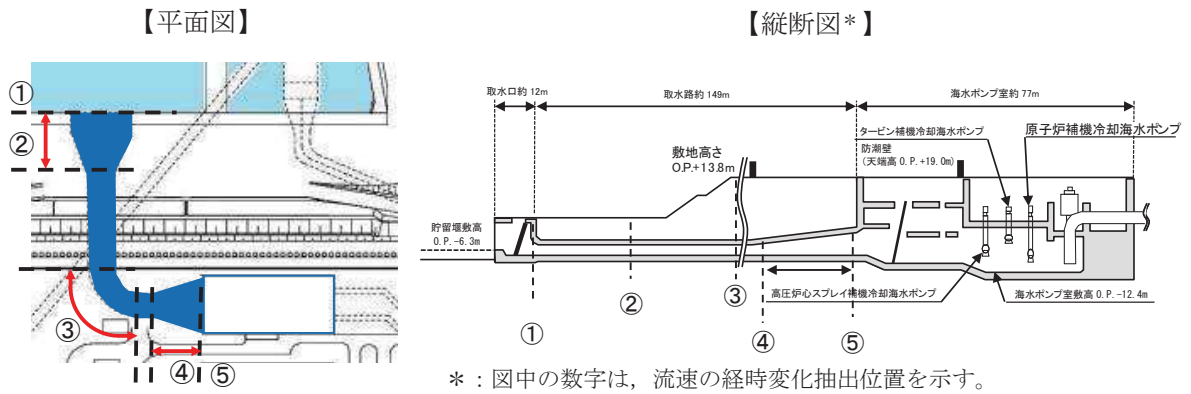 【平面図】
①
②
③
④
⑤
【縦断図*】
取水口約 12m
取水路約 149m
海水ポンプ室約 77m
タービン補機冷却海水ポンプ
原子炉補機冷却海水ポンプ
防潮壁
(天端高 O.P.+19.0m)
敷地高さ
O.P.+13.8m
貯留堰敷高
O.P.-6.3m
①
②
③
④
⑤
高圧炉心スプレイ補機冷却海水ポンプ
海水ポンプ室敷高 O.P.-12.4m
*：図中の数字は，流速の経時変化抽出位置を示す。